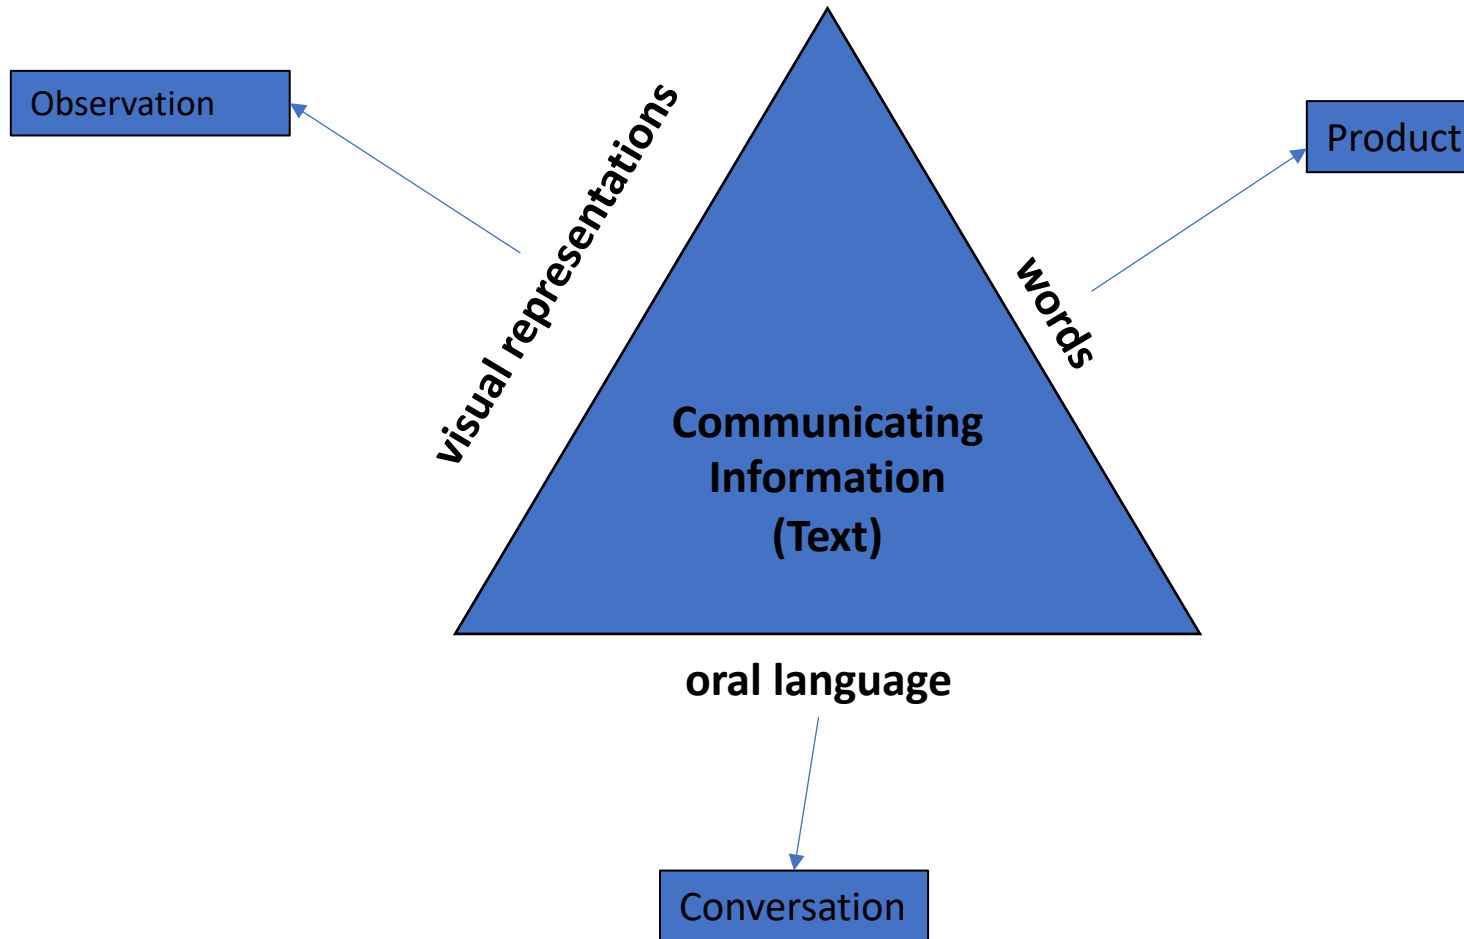 Observation
Product
visual representations
words
Communicating
Information
(Text)
oral language
Conversation